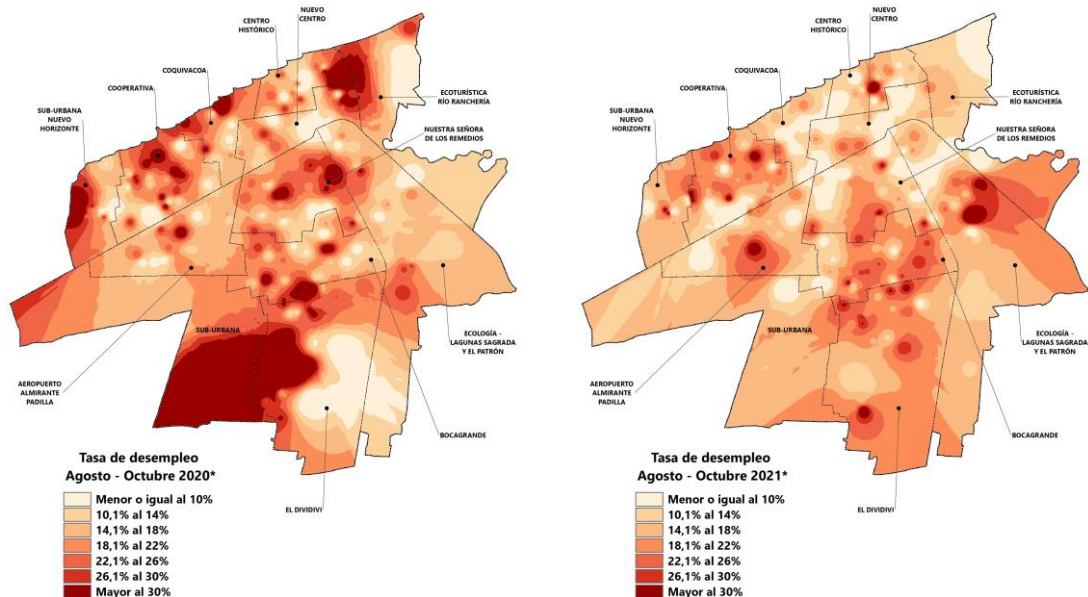 NUEVO
CENTRO
CENTRO
HISTÓRICO
COQUIVACOA
COOPERATIVA
SUB-URBANA
NUEVO
HORIZONTE
ECOTURÍSTICA
RÍO RANCHERÍA
NUESTRA SEÑORA
DE LOS REMEDIOS
SUB-URBANA
ECOLOGÍA -
LAGUNAS SAGRADA
Y EL PATRÓN
AEROPUERTO
ALMIRANTE
PADILLA
BOCAGRANDE
EL DIVIDIVI
Tasa de desempleo
Agosto - Octubre 2020*
Menor o igual al 10%
10,1% al 14%
14,1% al 18%
18,1% al 22%
22,1% al 26%
26,1% al 30%
Mayor al 30%
NUEVO
CENTRO
CENTRO
HISTÓRICO
COQUIVACOA
COOPERATIVA
SUB-URBANA
NUEVO
HORIZONTE
ECOTURÍSTICA
RÍO RANCHERÍA
NUESTRA SEÑORA
DE LOS REMEDIOS
SUB-URBANA
ECOLOGÍA -
LAGUNAS SAGRADA
Y EL PATRÓN
AEROPUERTO
ALMIRANTE
PADILLA
BOCAGRANDE
EL DIVIDIVI
Tasa de desempleo
Agosto - Octubre 2021*
Menor o igual al 10%
10,1% al 14%
14,1% al 18%
18,1% al 22%
22,1% al 26%
26,1% al 30%
Mayor al 30%